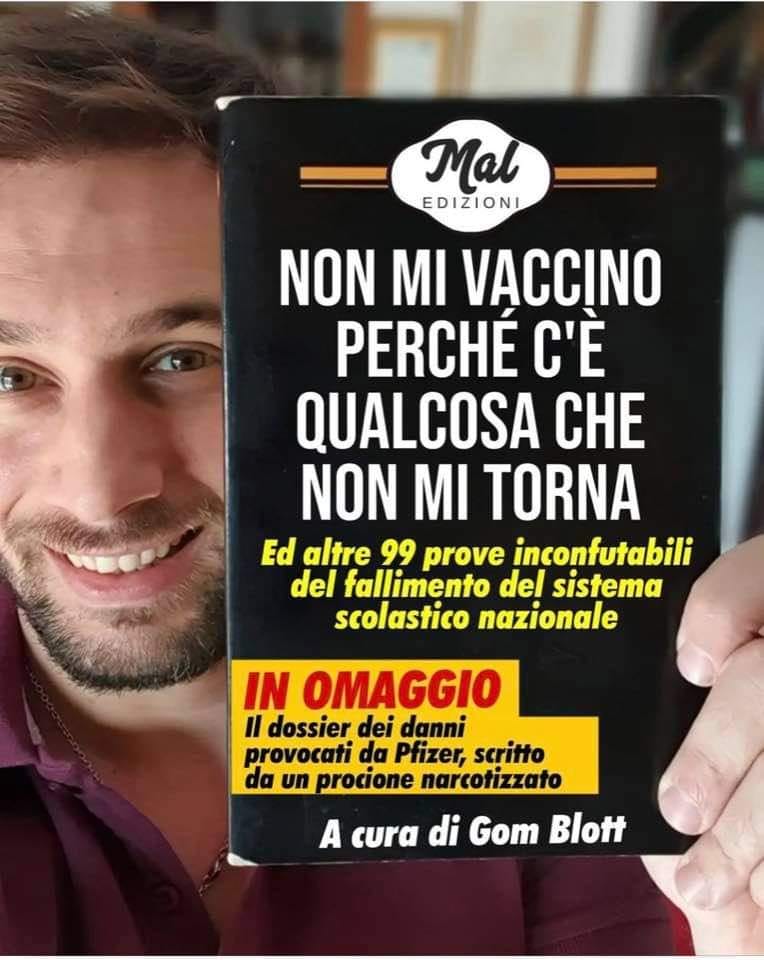 Mal
EDIZIONI
NON MI VACCINO
PERCHÉ C'È
QUALCOSA CHE
NON MI TORNA
Ed altre 99 prove inconfutabili
del fallimento del sistema
scolastico nazionale
IN OMAGGIO
Il dossier dei danni
provocati da Pfizer, scritto
da un procione narcotizzato
A cura di Gom Blott